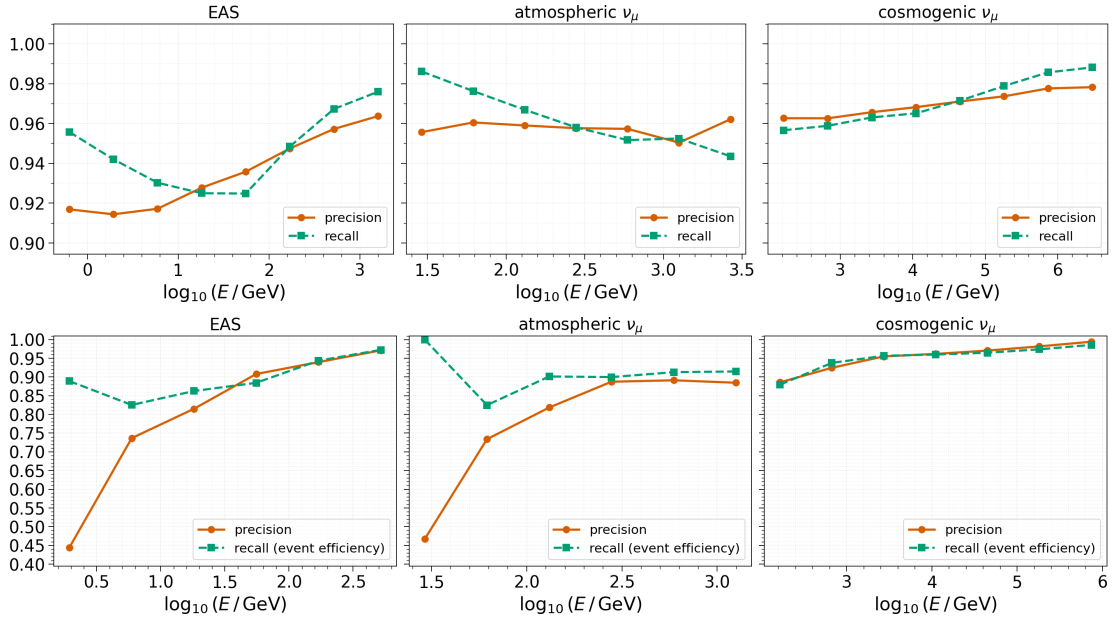 EAS
atmospheric νμ
cosmogenic νμ
1.00
0.98
0.96
0.94
0.92
0.90
precision
recall
precision
recall
precision
recall
0 1 2 3
1.5 2.0 2.5 3.0 3.5
3 4 5 6
log10 (E / GeV)
log10 (E / GeV)
log10 (E / GeV)
EAS
atmospheric νμ
cosmogenic νμ
1.00
0.95
0.90
0.85
0.80
0.75
0.70
0.65
0.60
0.55
0.50
0.45
0.40
precision
recall (event efficiency)
precision
recall (event efficiency)
precision
recall (event efficiency)
0.5 1.0 1.5 2.0 2.5
1.5 2.0 2.5 3.0
3 4 5 6
log10 (E / GeV)
log10 (E / GeV)
log10 (E / GeV)